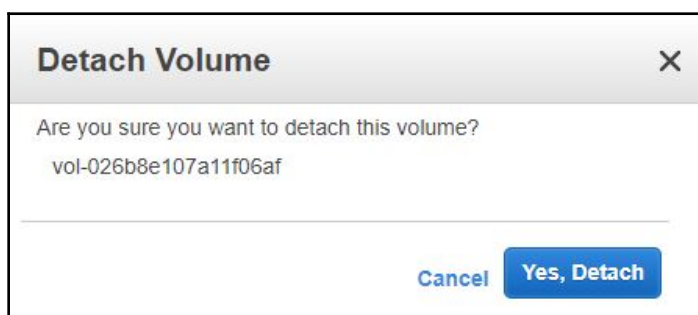 Detach Volume
Are you sure you want to detach this volume?
vol-026b8e107a11f06af
Cancel
Yes, Detach